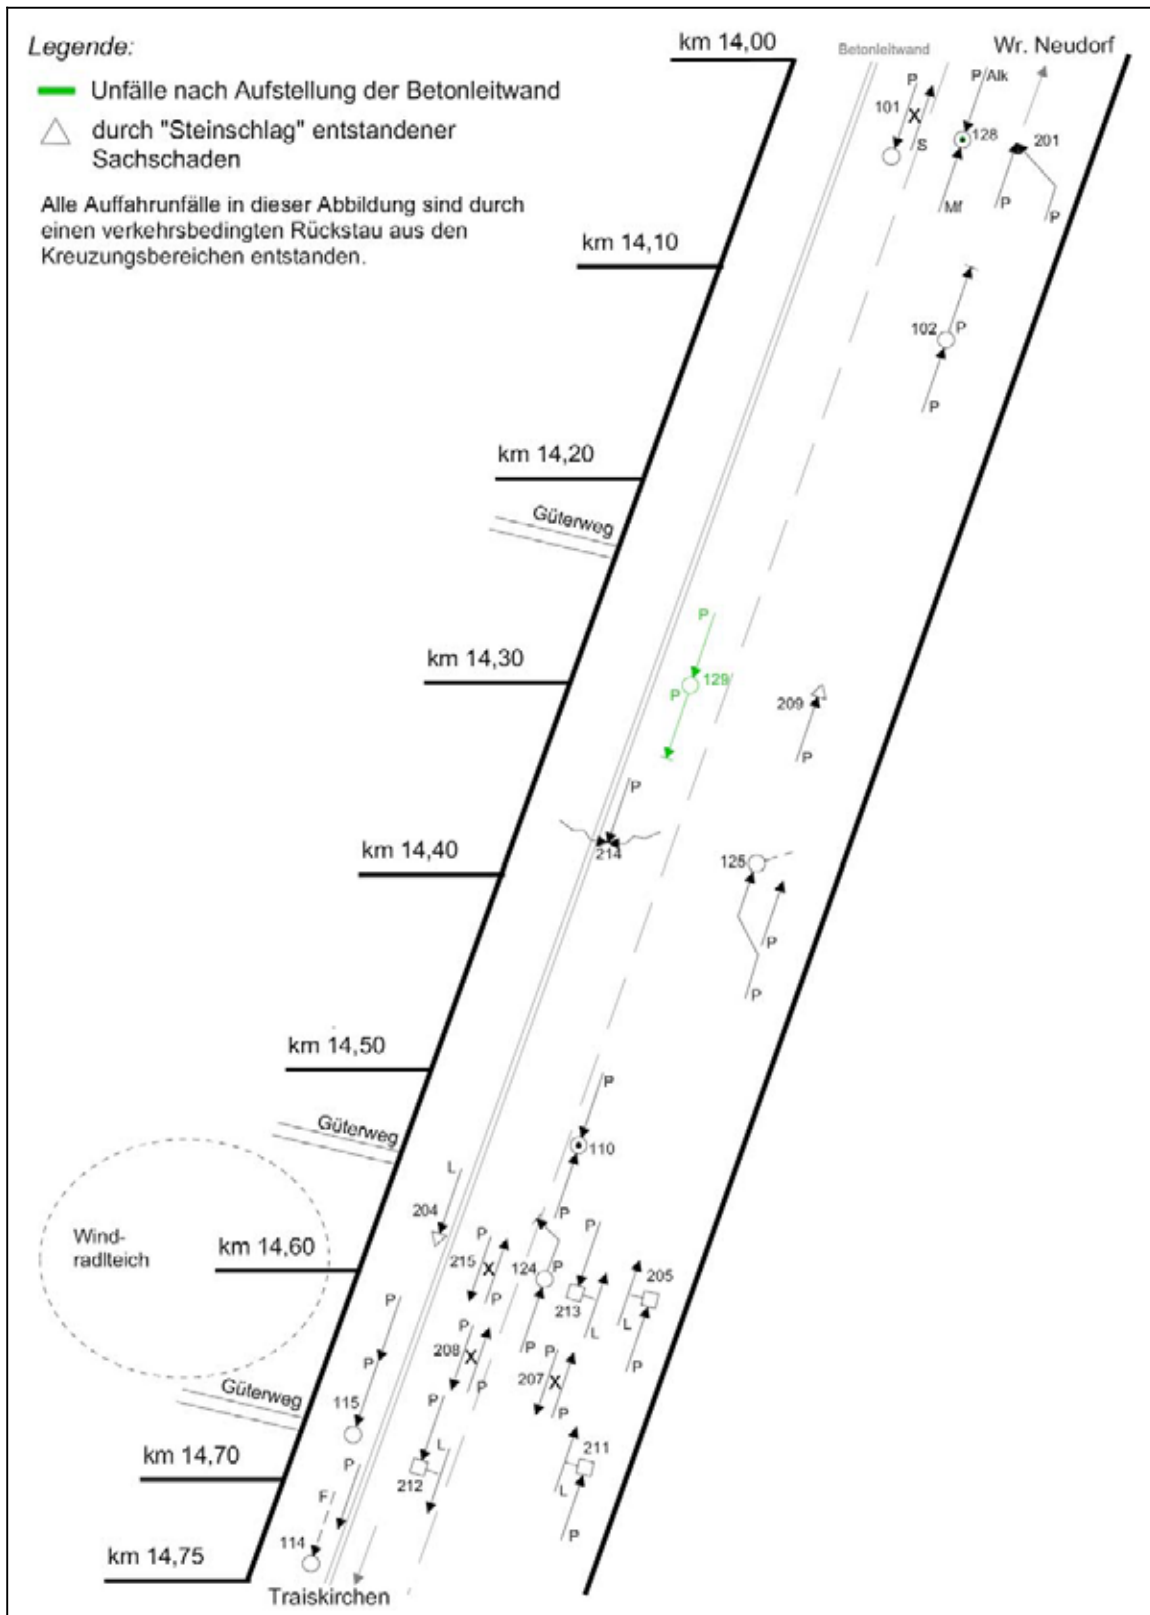 Legende:
Unfälle nach Aufstellung der Betonleitwand
durch "Steinschlag" entstandener
Sachschaden
Alle Auffahrunfälle in dieser Abbildung sind durch
einen verkehrsbedingten Rückstau aus den
Kreuzungsbereichen entstanden.
km 14,00
Betonleitwand
Wr. Neudorf
P
P Alk
101
128
201
S
Mf
P
P
km 14,10
102
P
P
km 14,20
Güterweg
km 14,30
P
129
P
209
P
P
214
km 14,40
125
P
P
km 14,50
Güterweg
P
110
P
L
204
Wind-
radlteich
km 14,60
P
215
P
124
P
P
P
213
L
205
L
P
P
P
P
208
P
P
207
P
Güterweg
115
P
L
212
211
L
P
km 14,70
P
F
114
km 14,75
Traiskirchen